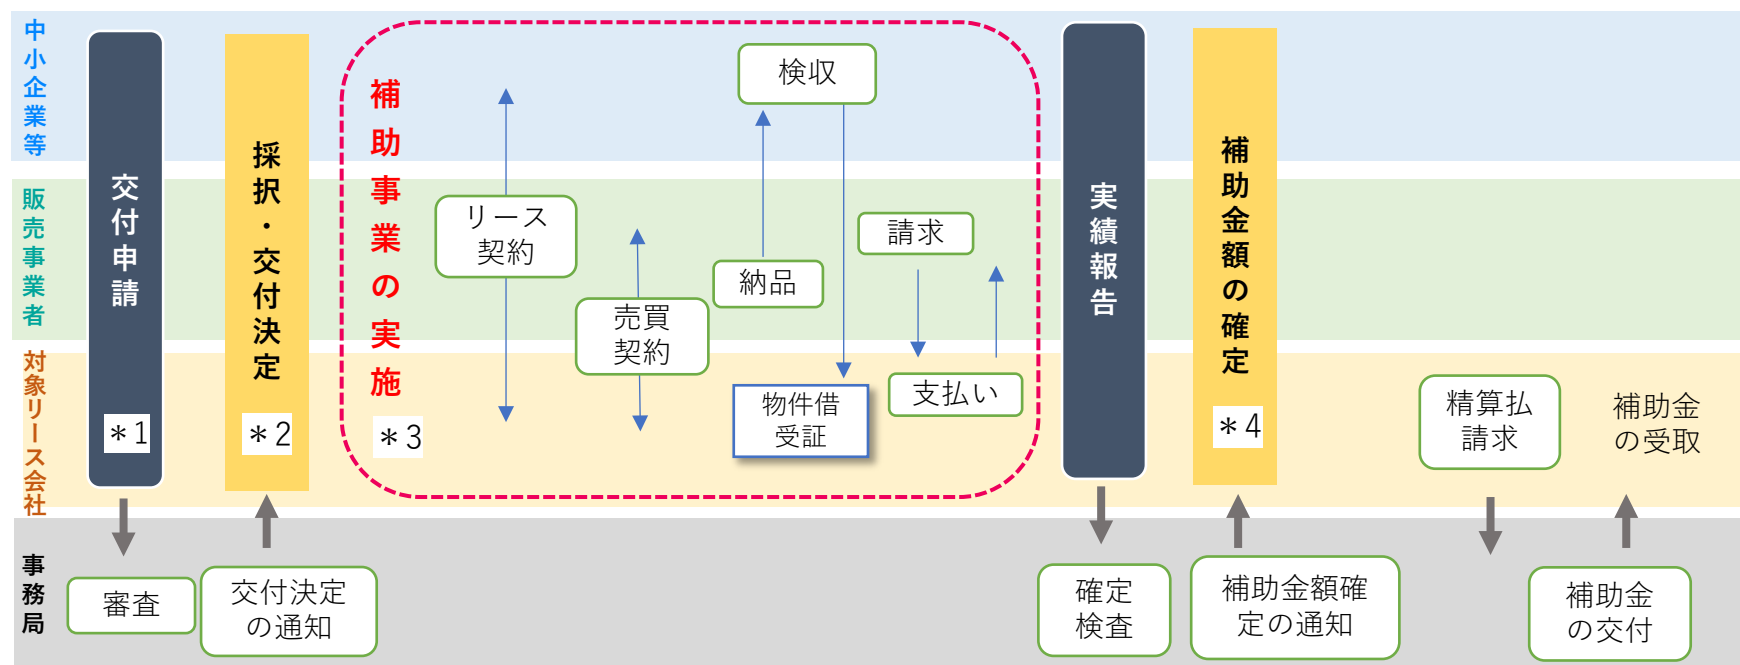 中小企業等
販売事業者
対象リース会社
事務局
交付申請
＊1
審査
採択・交付決定
＊2
交付決定
の通知
補助事業の実施
＊3
リース
契約
売買
契約
検収
納品
物件借
受証
請求
支払い
実績報告
確定
検査
補助金額の確定
＊4
補助金額確
定の通知
精算払
請求
補助金
の受取
補助金
の交付